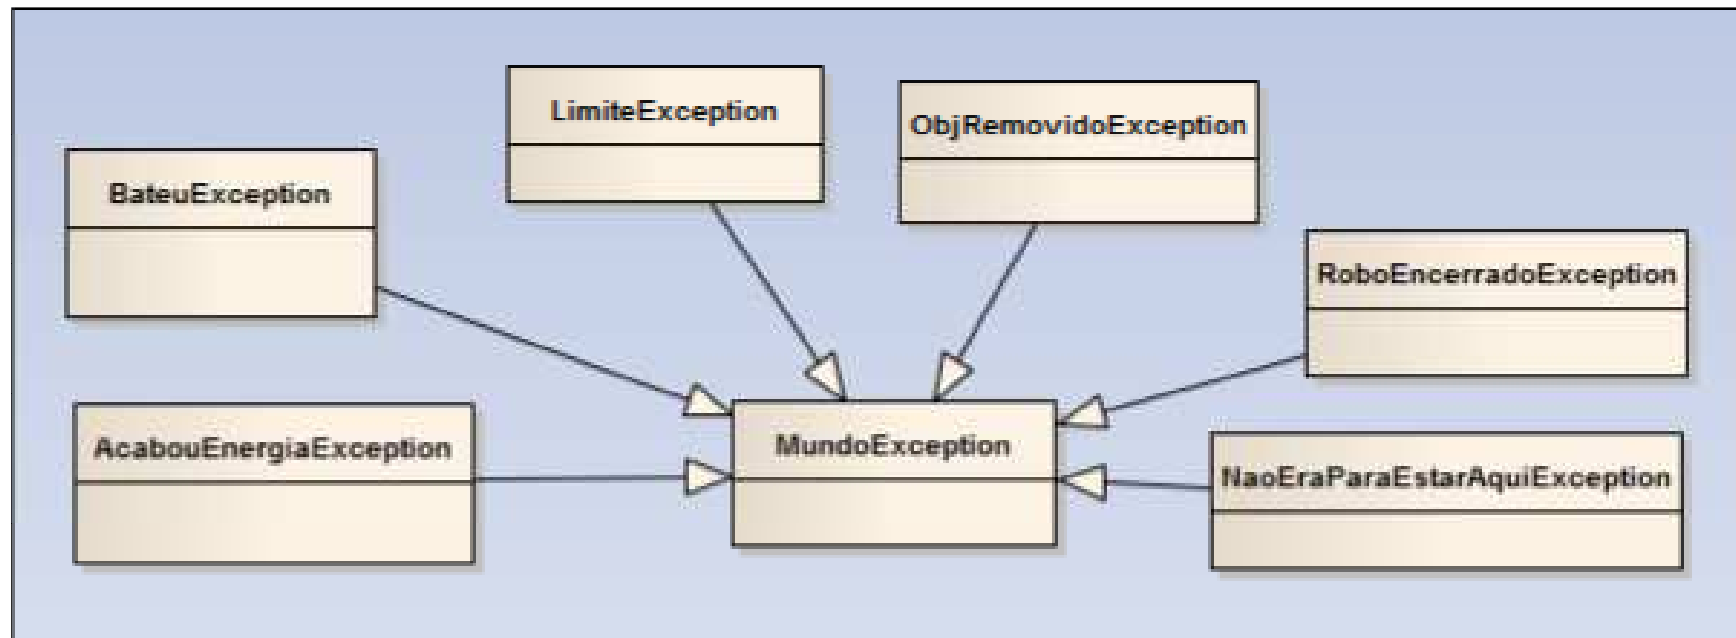 LimiteException
ObjRemovidoException
BateuException
RoboEncerradoException
AcabouEnergiaException
MundoException
NaoEraParaEstarAquiException